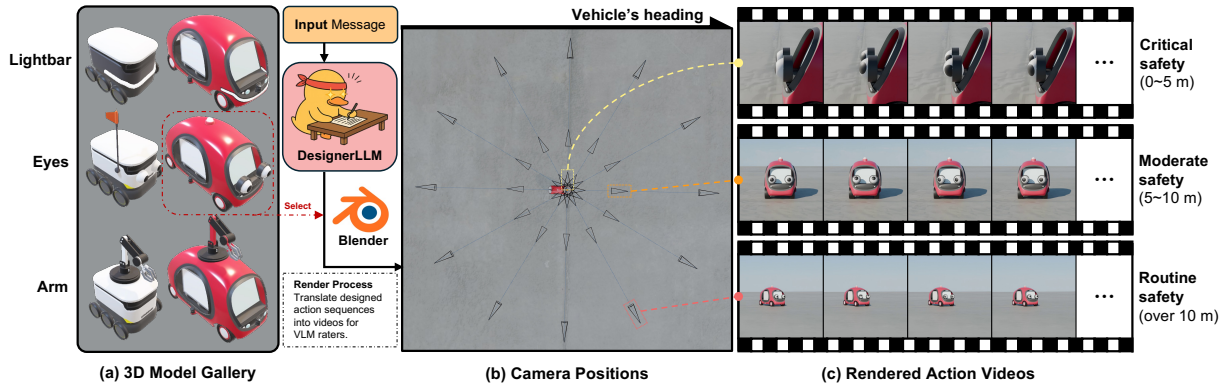 Lightbar
Eyes
Arm
(a) 3D Model Gallery
Input Message
DesignerLLM
Select
Blender
Render Process
Translate designed
action sequences
into videos for
VLM raters.
Vehicle's heading
(b) Camera Positions
...
Critical
safety
(0~5 m)
...
Moderate
safety
(5~10 m)
...
Routine
safety
(over 10 m)
(c) Rendered Action Videos